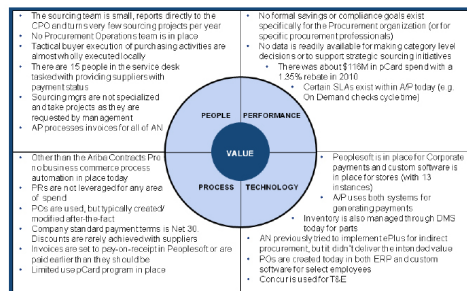 • The sourcing team is small, reports directly to the
CPO and turns very few sourcing projects per year
• No Procurement Operations team is in place
• Tactical buyer execution of purchasing activities are
almost wholly executed locally
• There are 15 people in the service desk
tasked with providing suppliers with
payment status
• Sourcing mgrs are not specialized
and take projects as they are
requested by management
• AP processes invoices for all of AN
• No formal savings or compliance goals exist
specifically for the Procurement organization (or for
specific procurement professionals)
• No data is readily available for making category level
decisions or to support strategic sourcing initiatives
• There was about $116M in pCard spend with a
1.35% rebate in 2010
• Certain SLAs exist within A/P today (e.g.
On Demand checks cycle time)
PEOPLE
PERFORMANCE
VALUE
PROCESS
TECHNOLOGY
• Other than the Ariba Contracts Pro
no business commerce process
automation in place today
• PRs are not leveraged for any area
of spend
• POs are used, but typically created/
modified after-the-fact
• Company standard payment terms is Net 30.
Discounts are rarely achieved with suppliers
• Invoices are set to pay-on-receipt in Peoplesoft or are
paid earlier than they should be
• Limited use pCard program in place
• Peoplesoft is in place for Corporate
payments and custom software is
in place for stores (with 13
instances)
• A/P uses both systems for
generating payments
• Inventory is also managed through DMS
today for parts
• AN previously tried to implement ePlus for indirect
procurement, but it didn't deliver the intended value
• POs are created today in both ERP and custom
software for select employees
• Concur is used for T&E